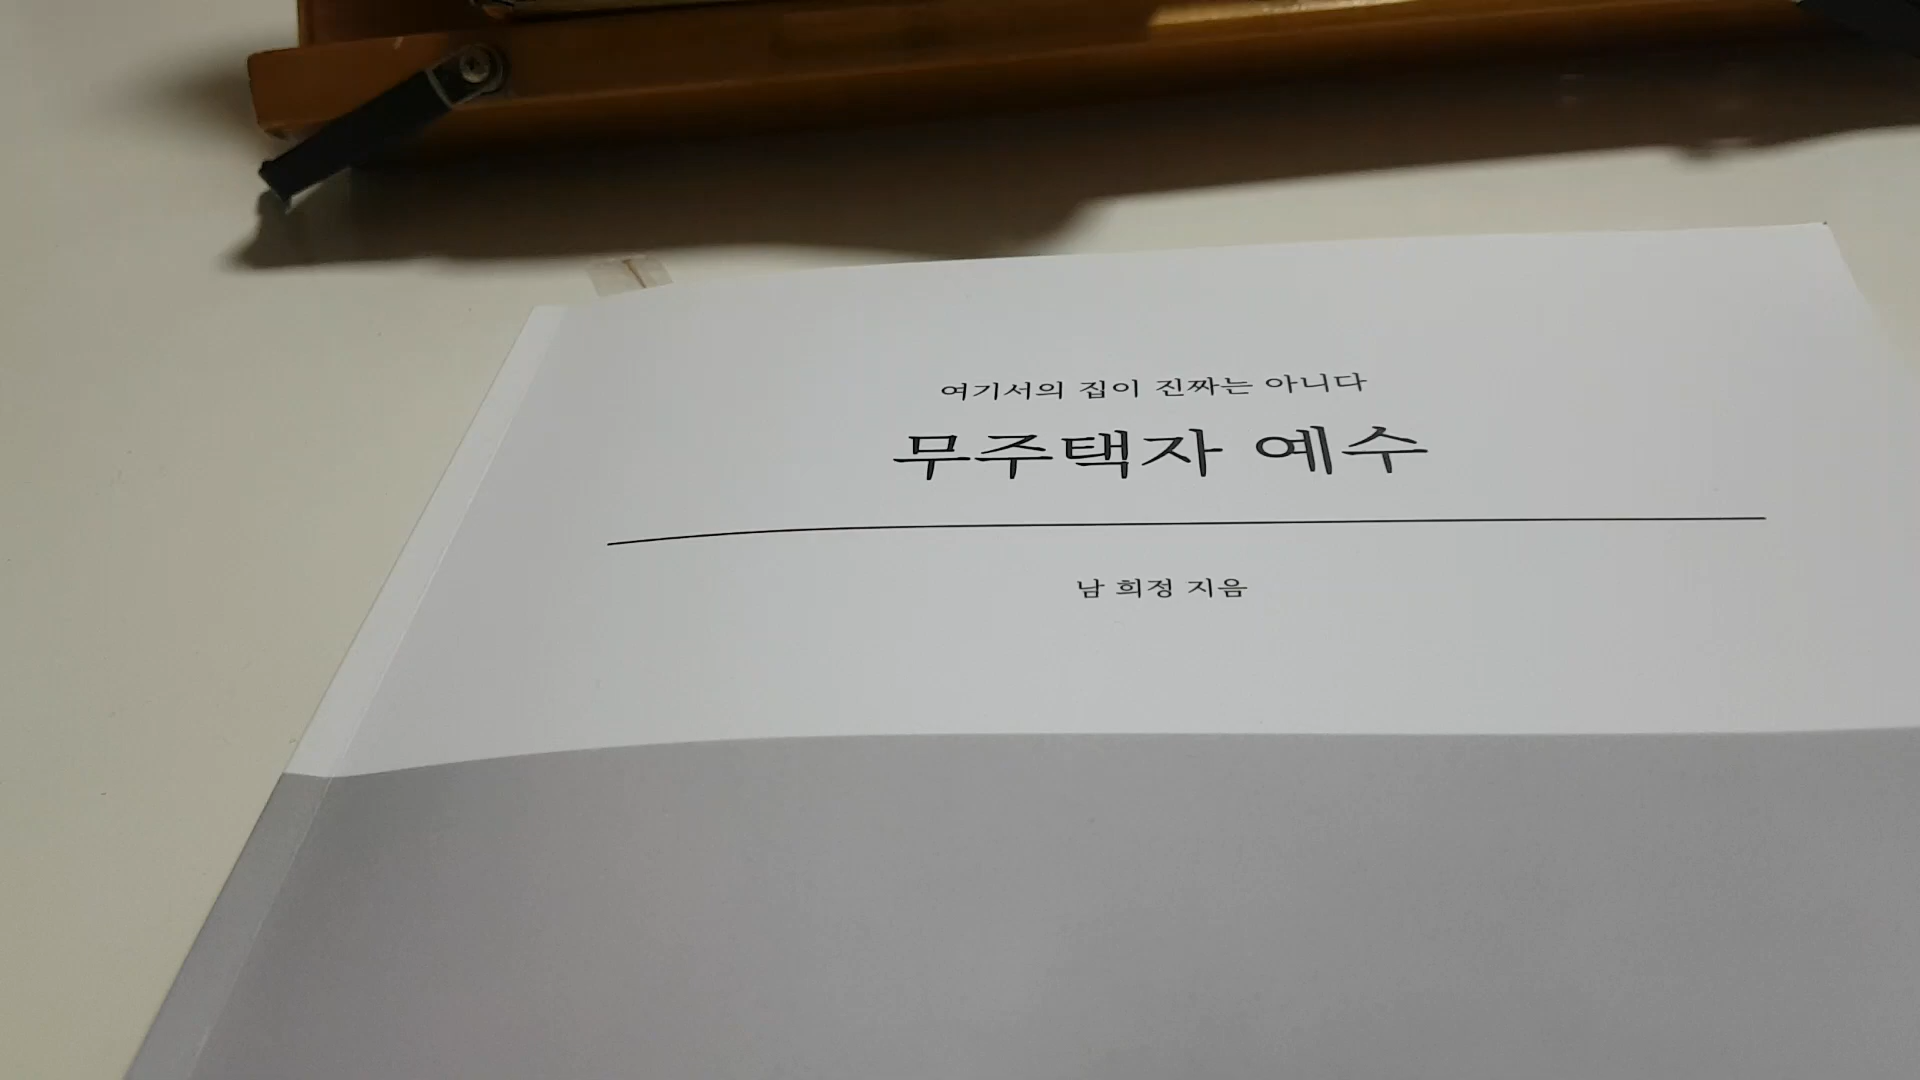 여기서의 집이 진짜는 아니다
무주택자 예수
남 희정 지음